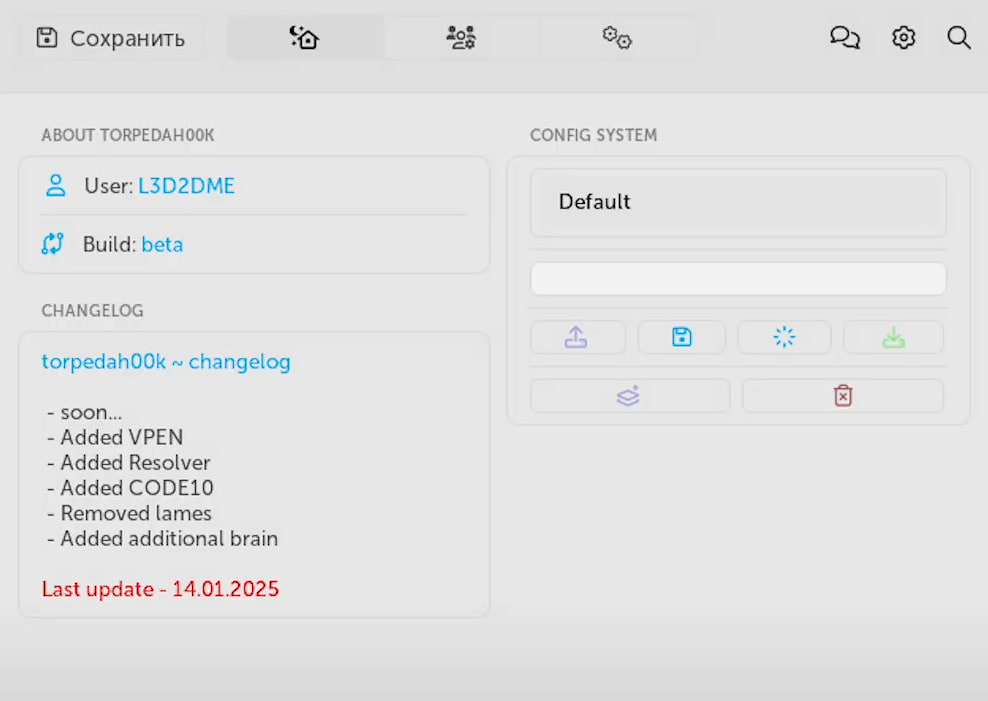 Сохранить
ABOUT TORPEDAH00K
User: L3D2DME
Build: beta
CHANGELOG
torpedah00k ~ changelog
- soon...
- Added VPEN
- Added Resolver
- Added CODE10
- Removed lames
- Added additional brain
Last update - 14.01.2025
CONFIG SYSTEM
Default